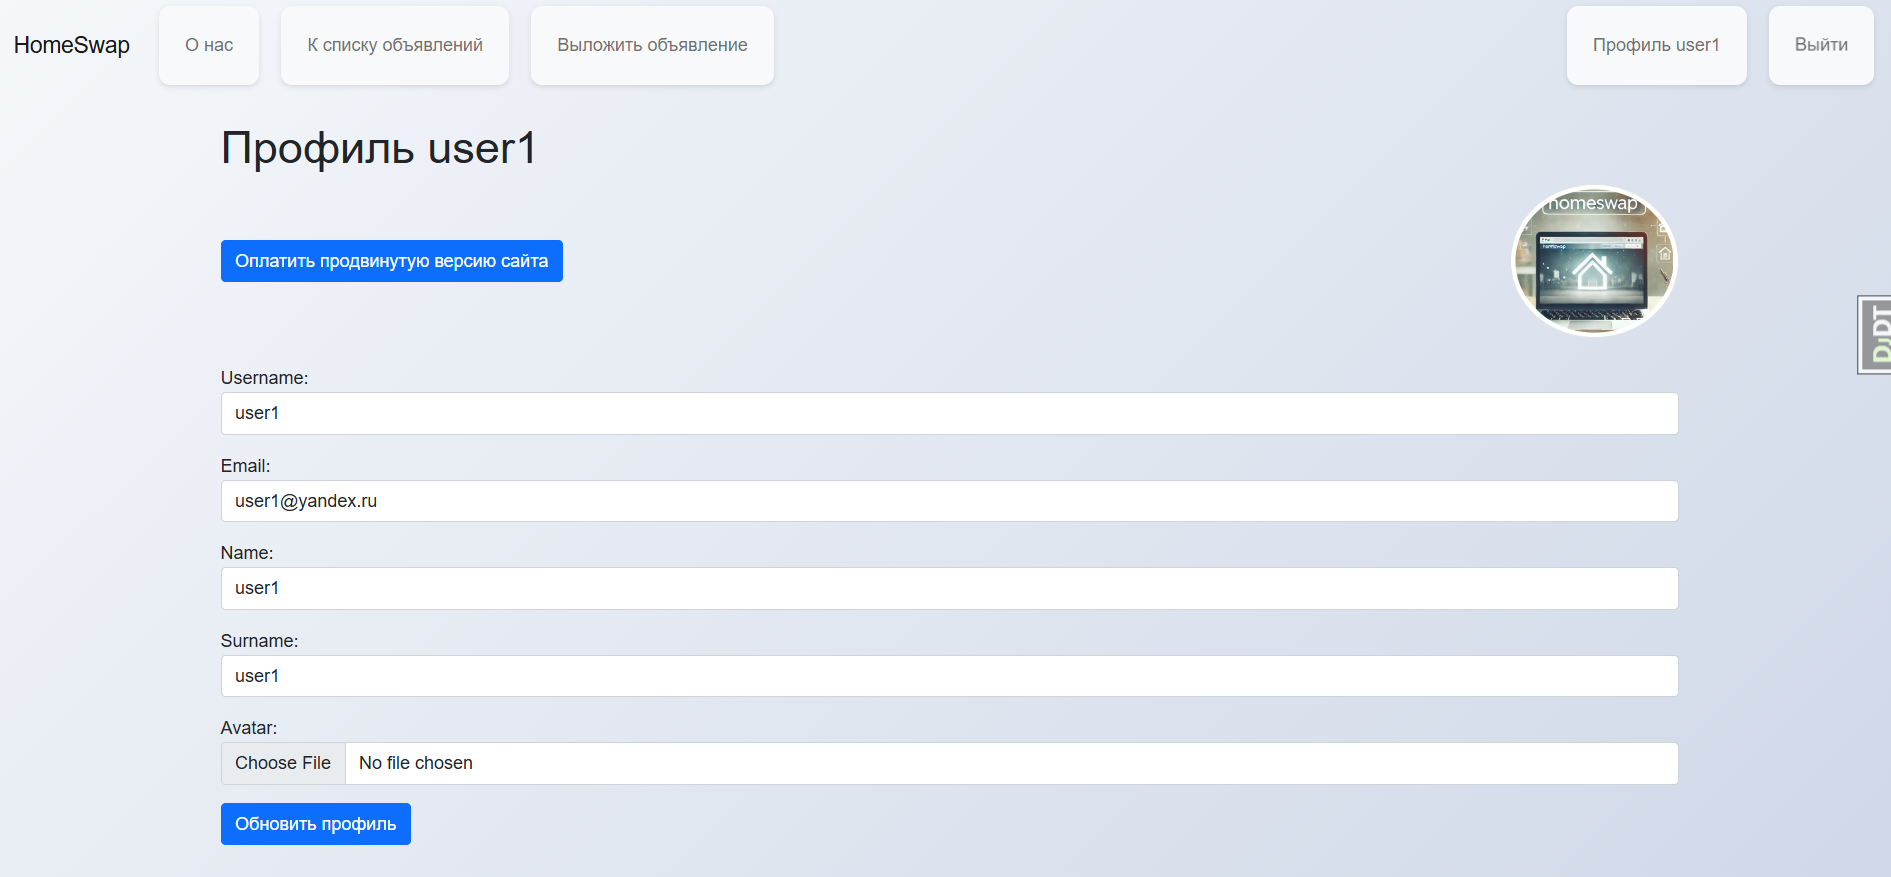 HomeSwap
О нас
К списку объявлений
Выложить объявление
Профиль user1
Выйти
Профиль user1
homeswap
Оплатить продвинутую версию сайта
DjDT
Username:
user1
Email:
user1@yandex.ru
Name:
user1
Surname:
user1
Avatar:
Choose File No file chosen
Обновить профиль